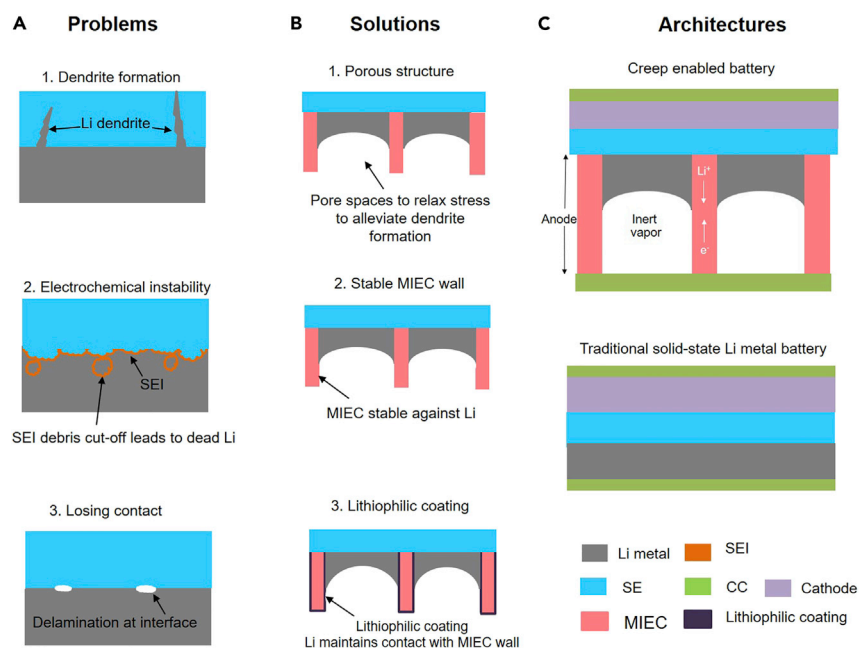 A Problems
1. Dendrite formation
Li dendrite
2. Electrochemical instability
SEI
SEI debris cut-off leads to dead Li
3. Losing contact
Delamination at interface
B Solutions
1. Porous structure
Pore spaces to relax stress
to alleviate dendrite
formation
2. Stable MIEC wall
MIEC stable against Li
3. Lithiophilic coating
Lithiophilic coating
Li maintains contact with MIEC wall
C Architectures
Creep enabled battery
Anode
Inert
vapor
Li⁺
e⁻
Traditional solid-state Li metal battery
Li metal
SEI
SE
CC
Cathode
MIEC
Lithiophilic coating